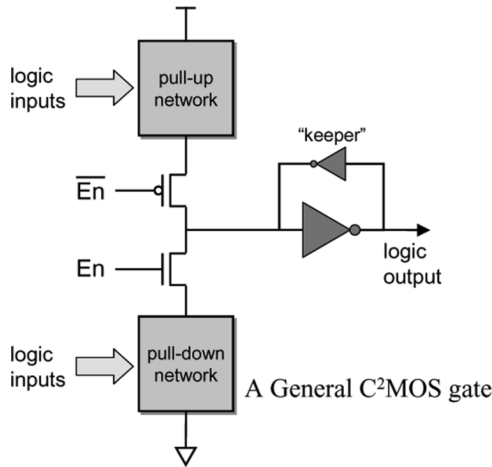 logic
inputs
pull-up
network
"keeper"
En
logic
output
En
logic
inputs
pull-down
network
A General C²MOS gate